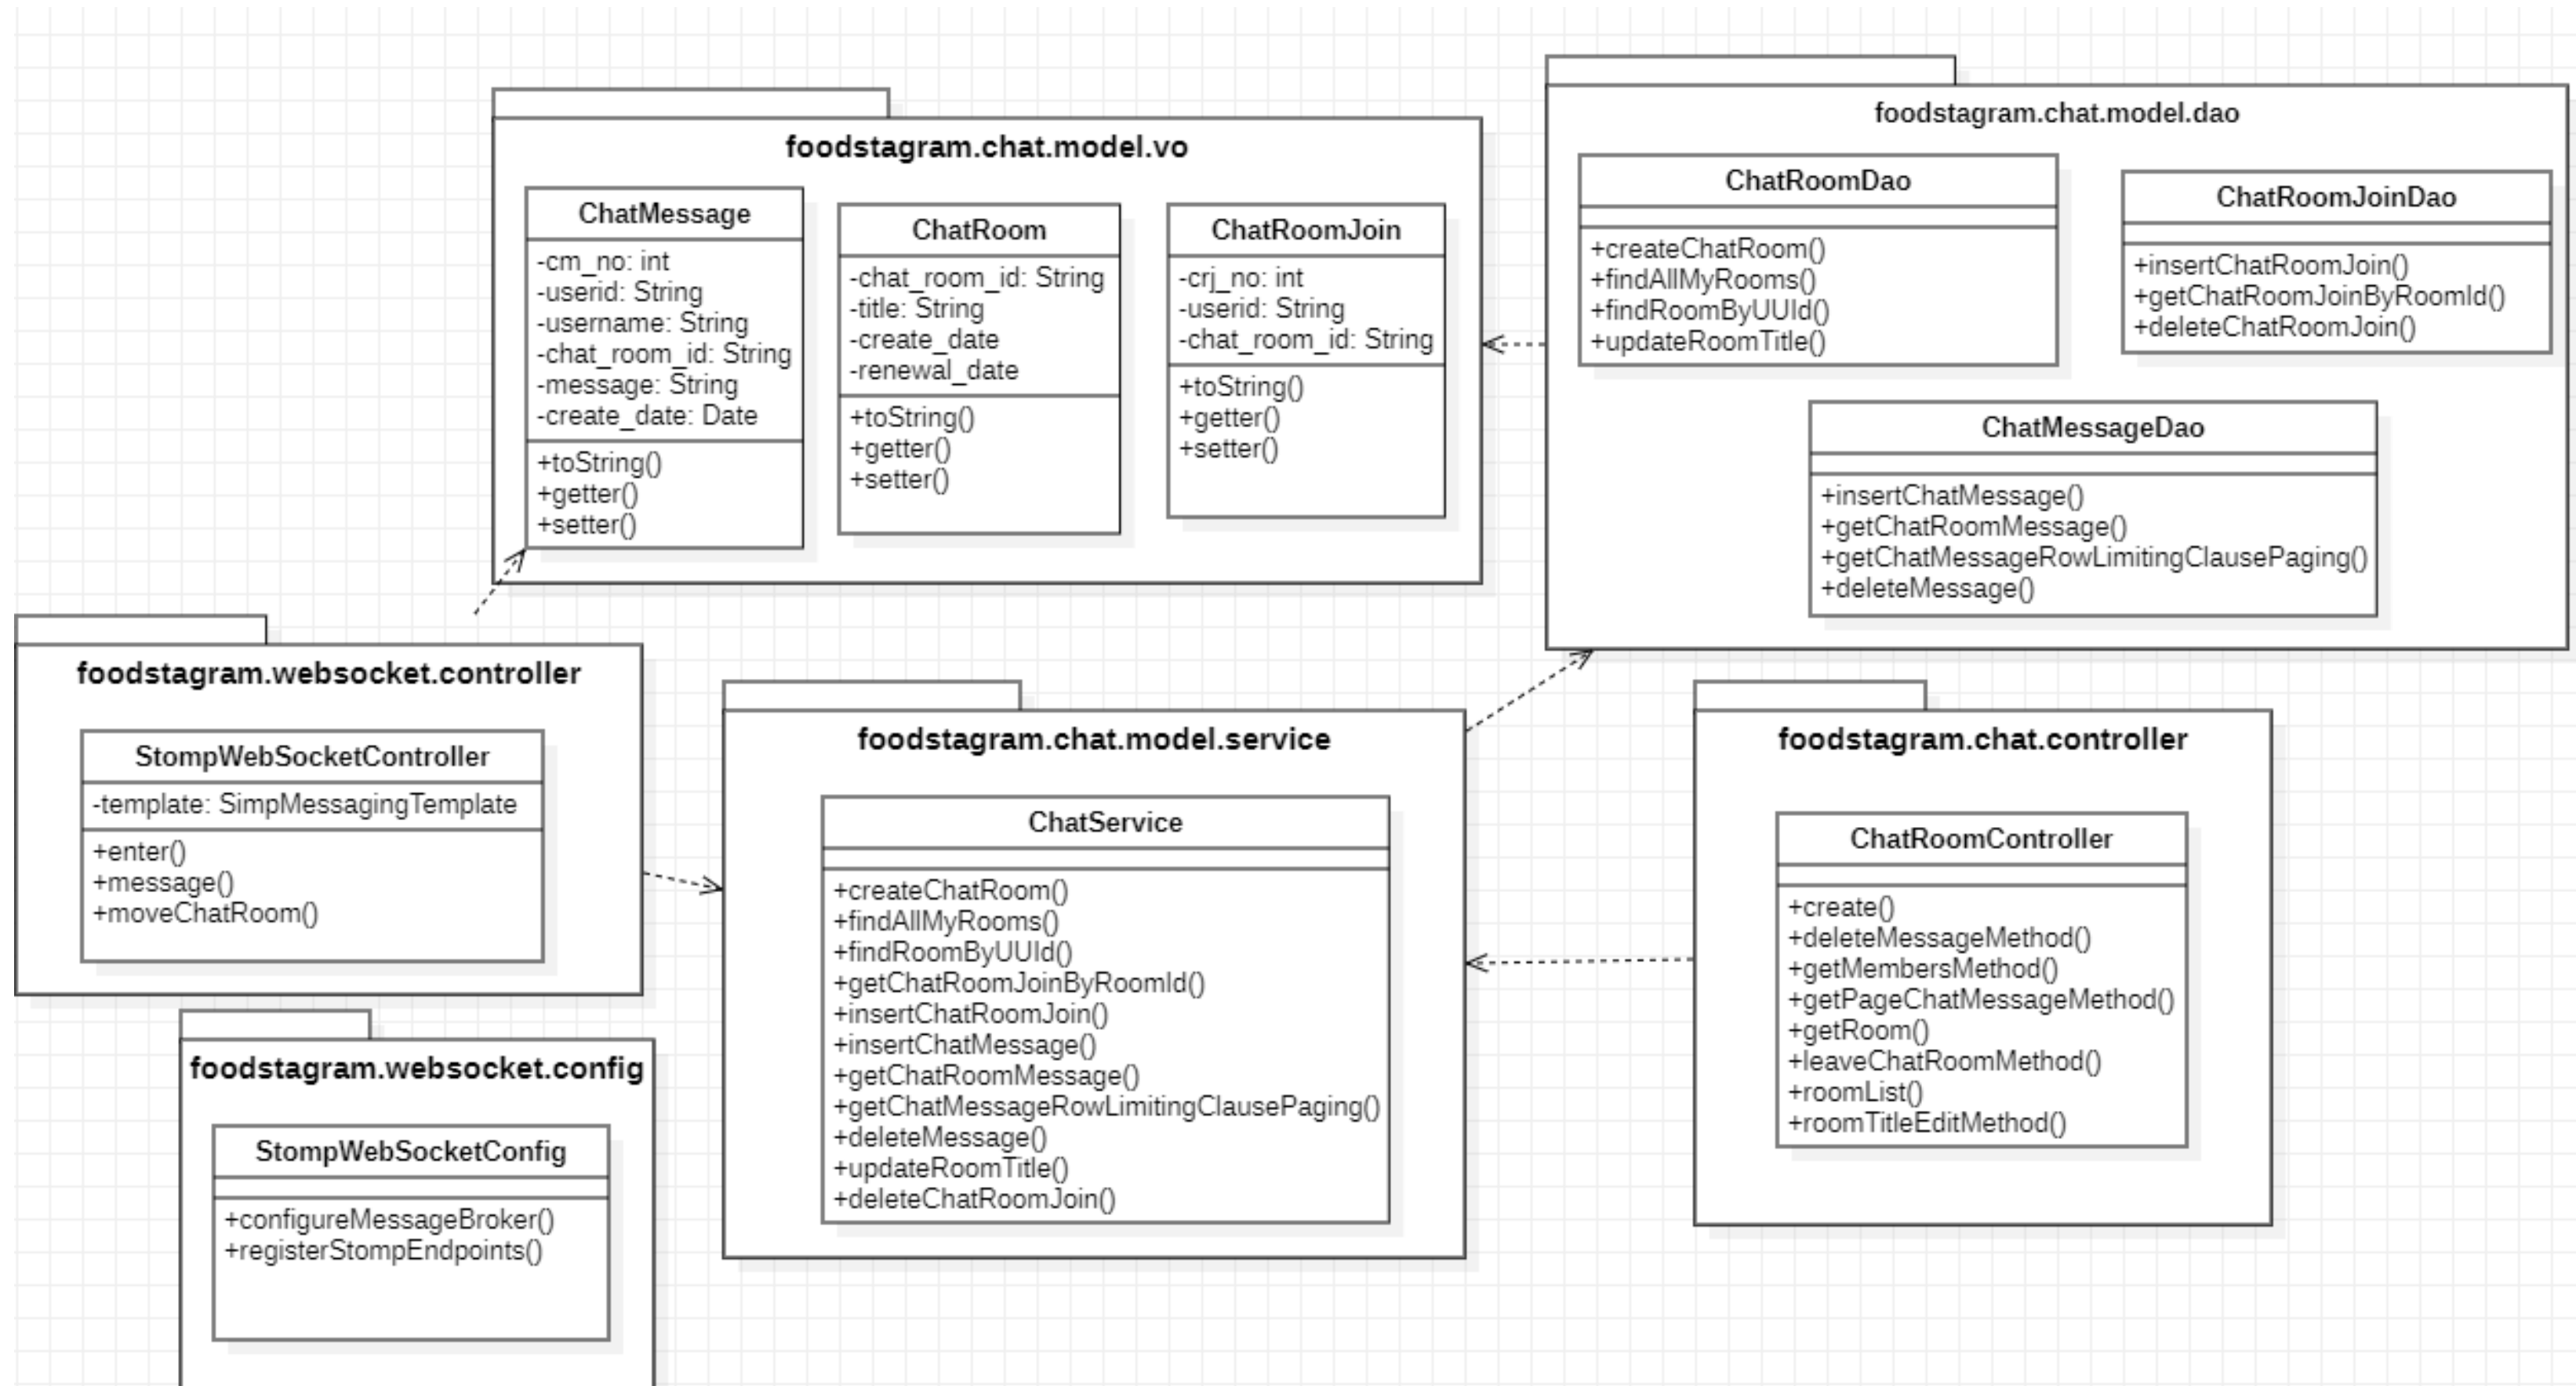 foodstagram.chat.model.vo
ChatMessage
-cm_no: int
-userid: String
-username: String
-chat_room_id: String
-message: String
-create_date: Date
+toString()
+getter()
+setter()
ChatRoom
-chat_room_id: String
-title: String
-create_date
-renewal_date
+toString()
+getter()
+setter()
ChatRoomJoin
-crj_no: int
-userid: String
-chat_room_id: String
+toString()
+getter()
+setter()
foodstagram.chat.model.dao
ChatRoomDao
+createChatRoom()
+findAllMyRooms()
+findRoomByUUId()
+updateRoomTitle()
ChatRoomJoinDao
+insertChatRoomJoin()
+getChatRoomJoinByRoomId()
+deleteChatRoomJoin()
ChatMessageDao
+insertChatMessage()
+getChatRoomMessage()
+getChatMessageRowLimitingClausePaging()
+deleteMessage()
foodstagram.websocket.controller
StompWebSocketController
-template: SimpMessagingTemplate
+enter()
+message()
+moveChatRoom()
foodstagram.chat.model.service
ChatService
+createChatRoom()
+findAllMyRooms()
+findRoomByUUId()
+getChatRoomJoinByRoomId()
+insertChatRoomJoin()
+insertChatMessage()
+getChatRoomMessage()
+getChatMessageRowLimitingClausePaging()
+deleteMessage()
+updateRoomTitle()
+deleteChatRoomJoin()
foodstagram.chat.controller
ChatRoomController
+create()
+deleteMessageMethod()
+getMembersMethod()
+getPageChatMessageMethod()
+getRoom()
+leaveChatRoomMethod()
+roomList()
+roomTitleEditMethod()
foodstagram.websocket.config
StompWebSocketConfig
+configureMessageBroker()
+registerStompEndpoints()